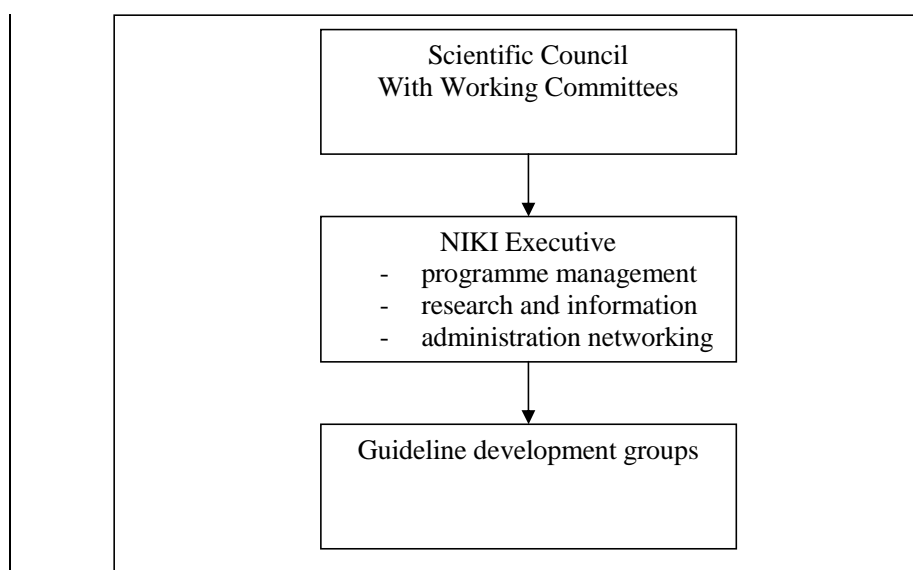 Scientific Council
With Working Committees
NIKI Executive
- programme management
- research and information
- administration networking
Guideline development groups